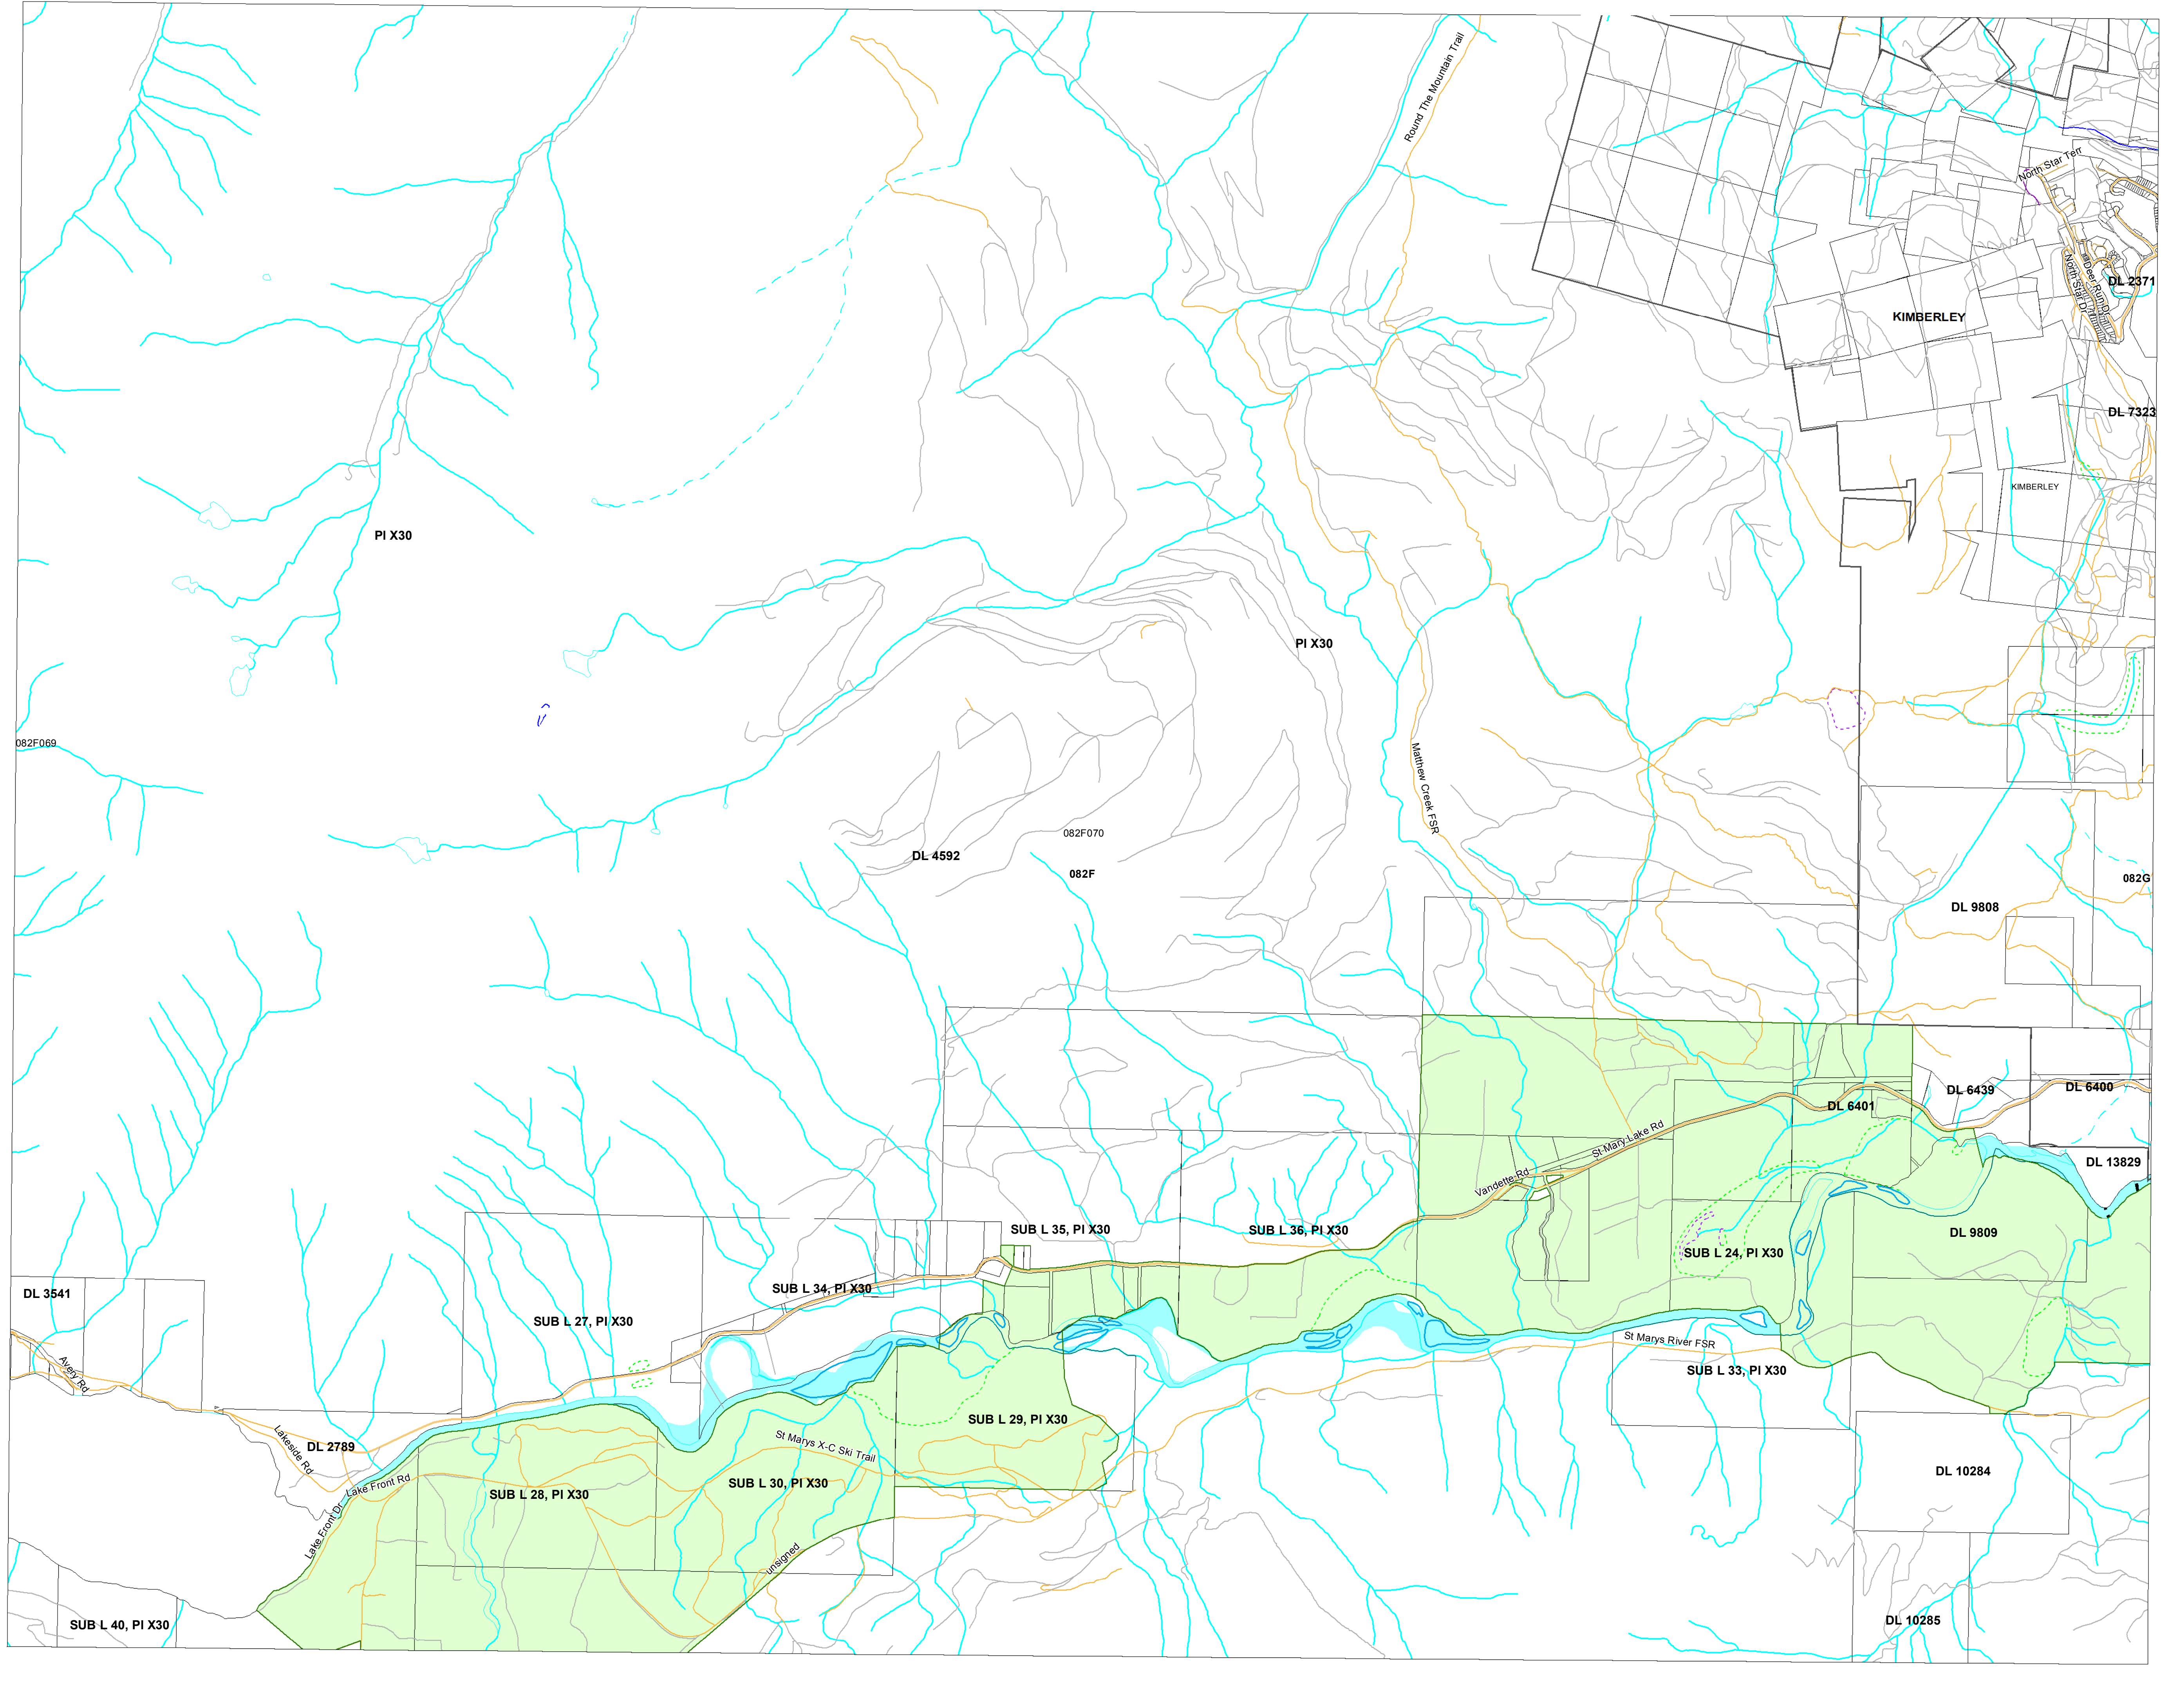 Round The Mountain Trail
North Star Terr
DL 2371
Deer Run Dr
North Star Dr
KIMBERLEY
DL 7323
KIMBERLEY
PI X30
PI X30
082F069
Matthew Creek FSR
082F070
DL 4592
082F
082G
DL 9808
DL 6439
DL 6400
DL 6401
St Mary Lake Rd
DL 13829
Vandette Rd
SUB L 35, PI X30
SUB L 36, PI X30
DL 9809
SUB L 24, PI X30
SUB L 34, PI X30
DL 3541
SUB L 27, PI X30
St Marys River FSR
SUB L 33, PI X30
Avery Rd
SUB L 29, PI X30
Lakeside Rd
DL 2789
St Marys X-C Ski Trail
DL 10284
SUB L 30, PI X30
Lake Front Rd
SUB L 28, PI X30
Lake Front Dr
unsigned
SUB L 40, PI X30
DL 10285